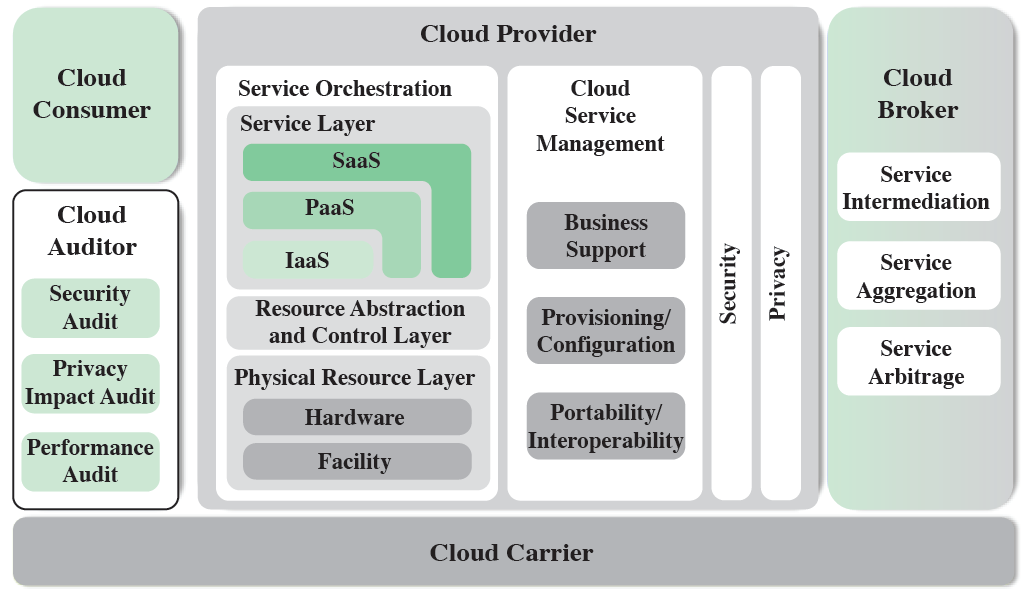 Cloud
Consumer
Cloud
Auditor
Security
Audit
Privacy
Impact Audit
Performance
Audit
Cloud Provider
Service Orchestration
Service Layer
SaaS
PaaS
IaaS
Resource Abstraction
and Control Layer
Physical Resource Layer
Hardware
Facility
Cloud
Service
Management
Business
Support
Provisioning/
Configuration
Portability/
Interoperability
Security
Privacy
Cloud
Broker
Service
Intermediation
Service
Aggregation
Service
Arbitrage
Cloud Carrier